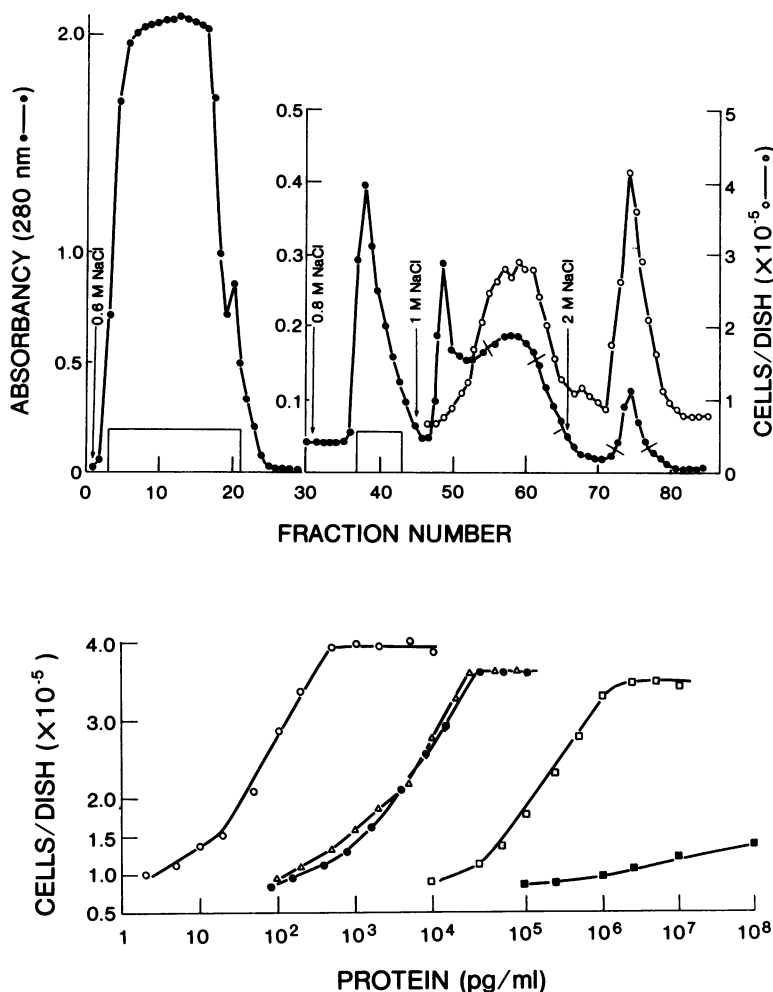 ABSORBANCY (280 nm ●—●)
2.0
1.0
0.5
0
0.6 M NaCl
0.5
0.4
0.3
0.2
0.1
0.8 M NaCl
1 M NaCl
2 M NaCl
5
4
3
2
1
0
CELLS/DISH (×10⁻⁵ ○—○)
1 10 20 30 30 40 50 60 70 80
FRACTION NUMBER
CELLS/DISH (×10⁻⁵)
4.0
3.0
2.0
1.5
1.0
0.5
1 10 10² 10³ 10⁴ 10⁵ 10⁶ 10⁷ 10⁸
PROTEIN (pg/ml)